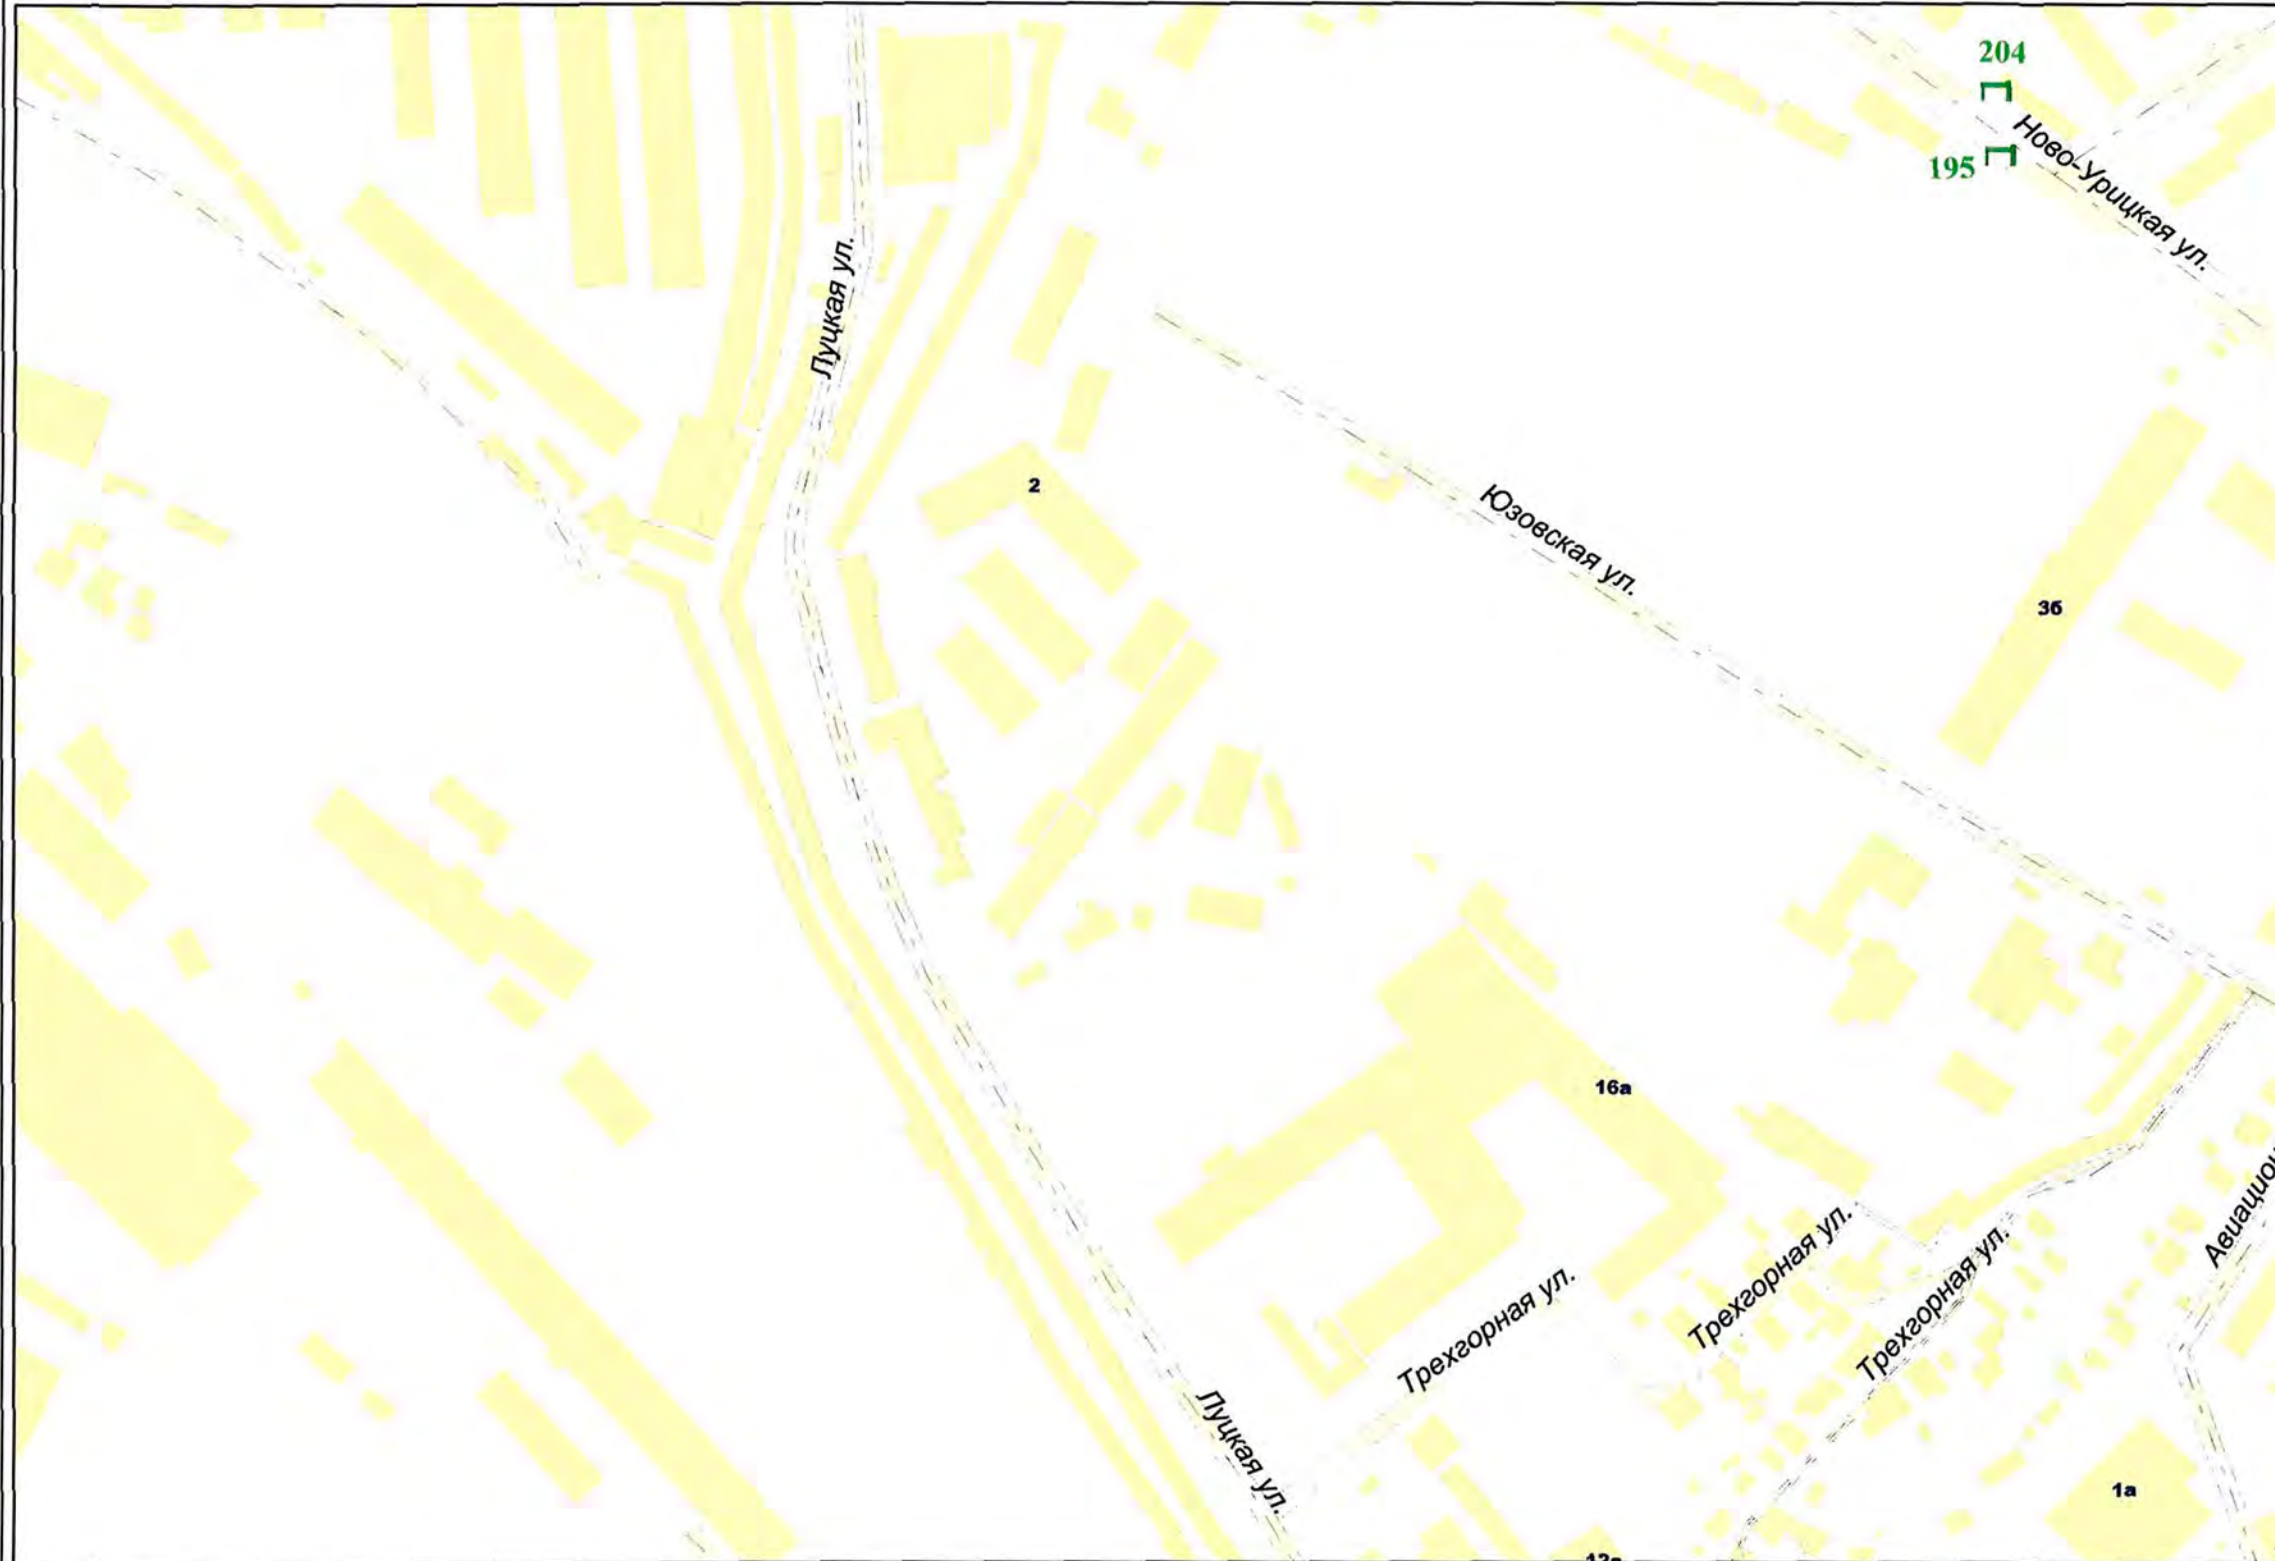 204
Ново-Урицкая ул.
195
Луцкая ул.
2
Юзовская ул.
3б
16а
Трехгорная ул.
Трехгорная ул.
Трехгорная ул.
Луцкая ул.
1а